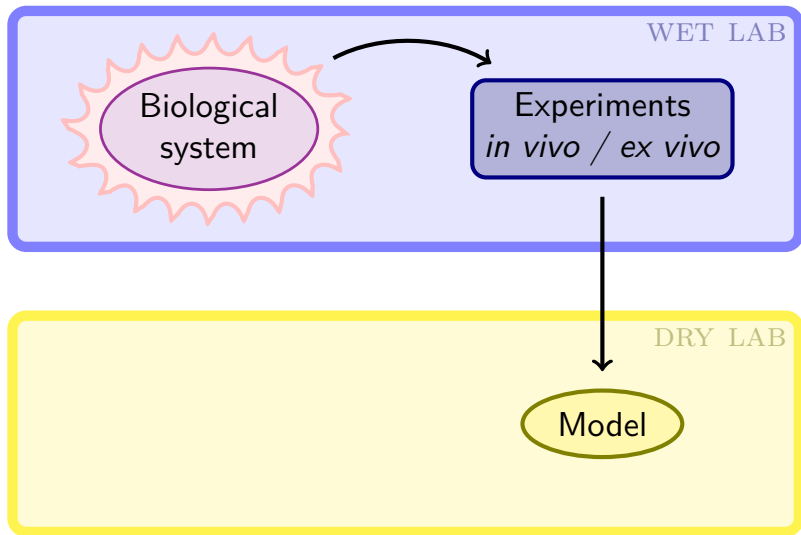 WET LAB
Biological
system
Experiments
in vivo / ex vivo
DRY LAB
Model